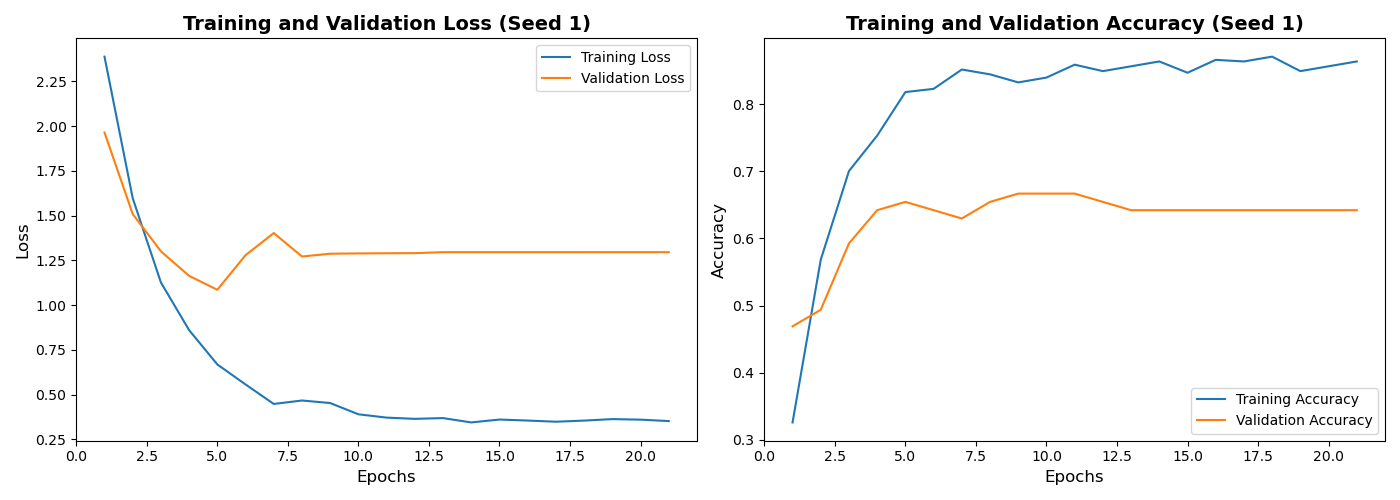 Training and Validation Loss (Seed 1)
Loss
2.25
2.00
1.75
1.50
1.25
1.00
0.75
0.50
0.25
Training Loss
Validation Loss
0.0 2.5 5.0 7.5 10.0 12.5 15.0 17.5 20.0
Epochs
Training and Validation Accuracy (Seed 1)
Accuracy
0.8
0.7
0.6
0.5
0.4
0.3
Training Accuracy
Validation Accuracy
0.0 2.5 5.0 7.5 10.0 12.5 15.0 17.5 20.0
Epochs